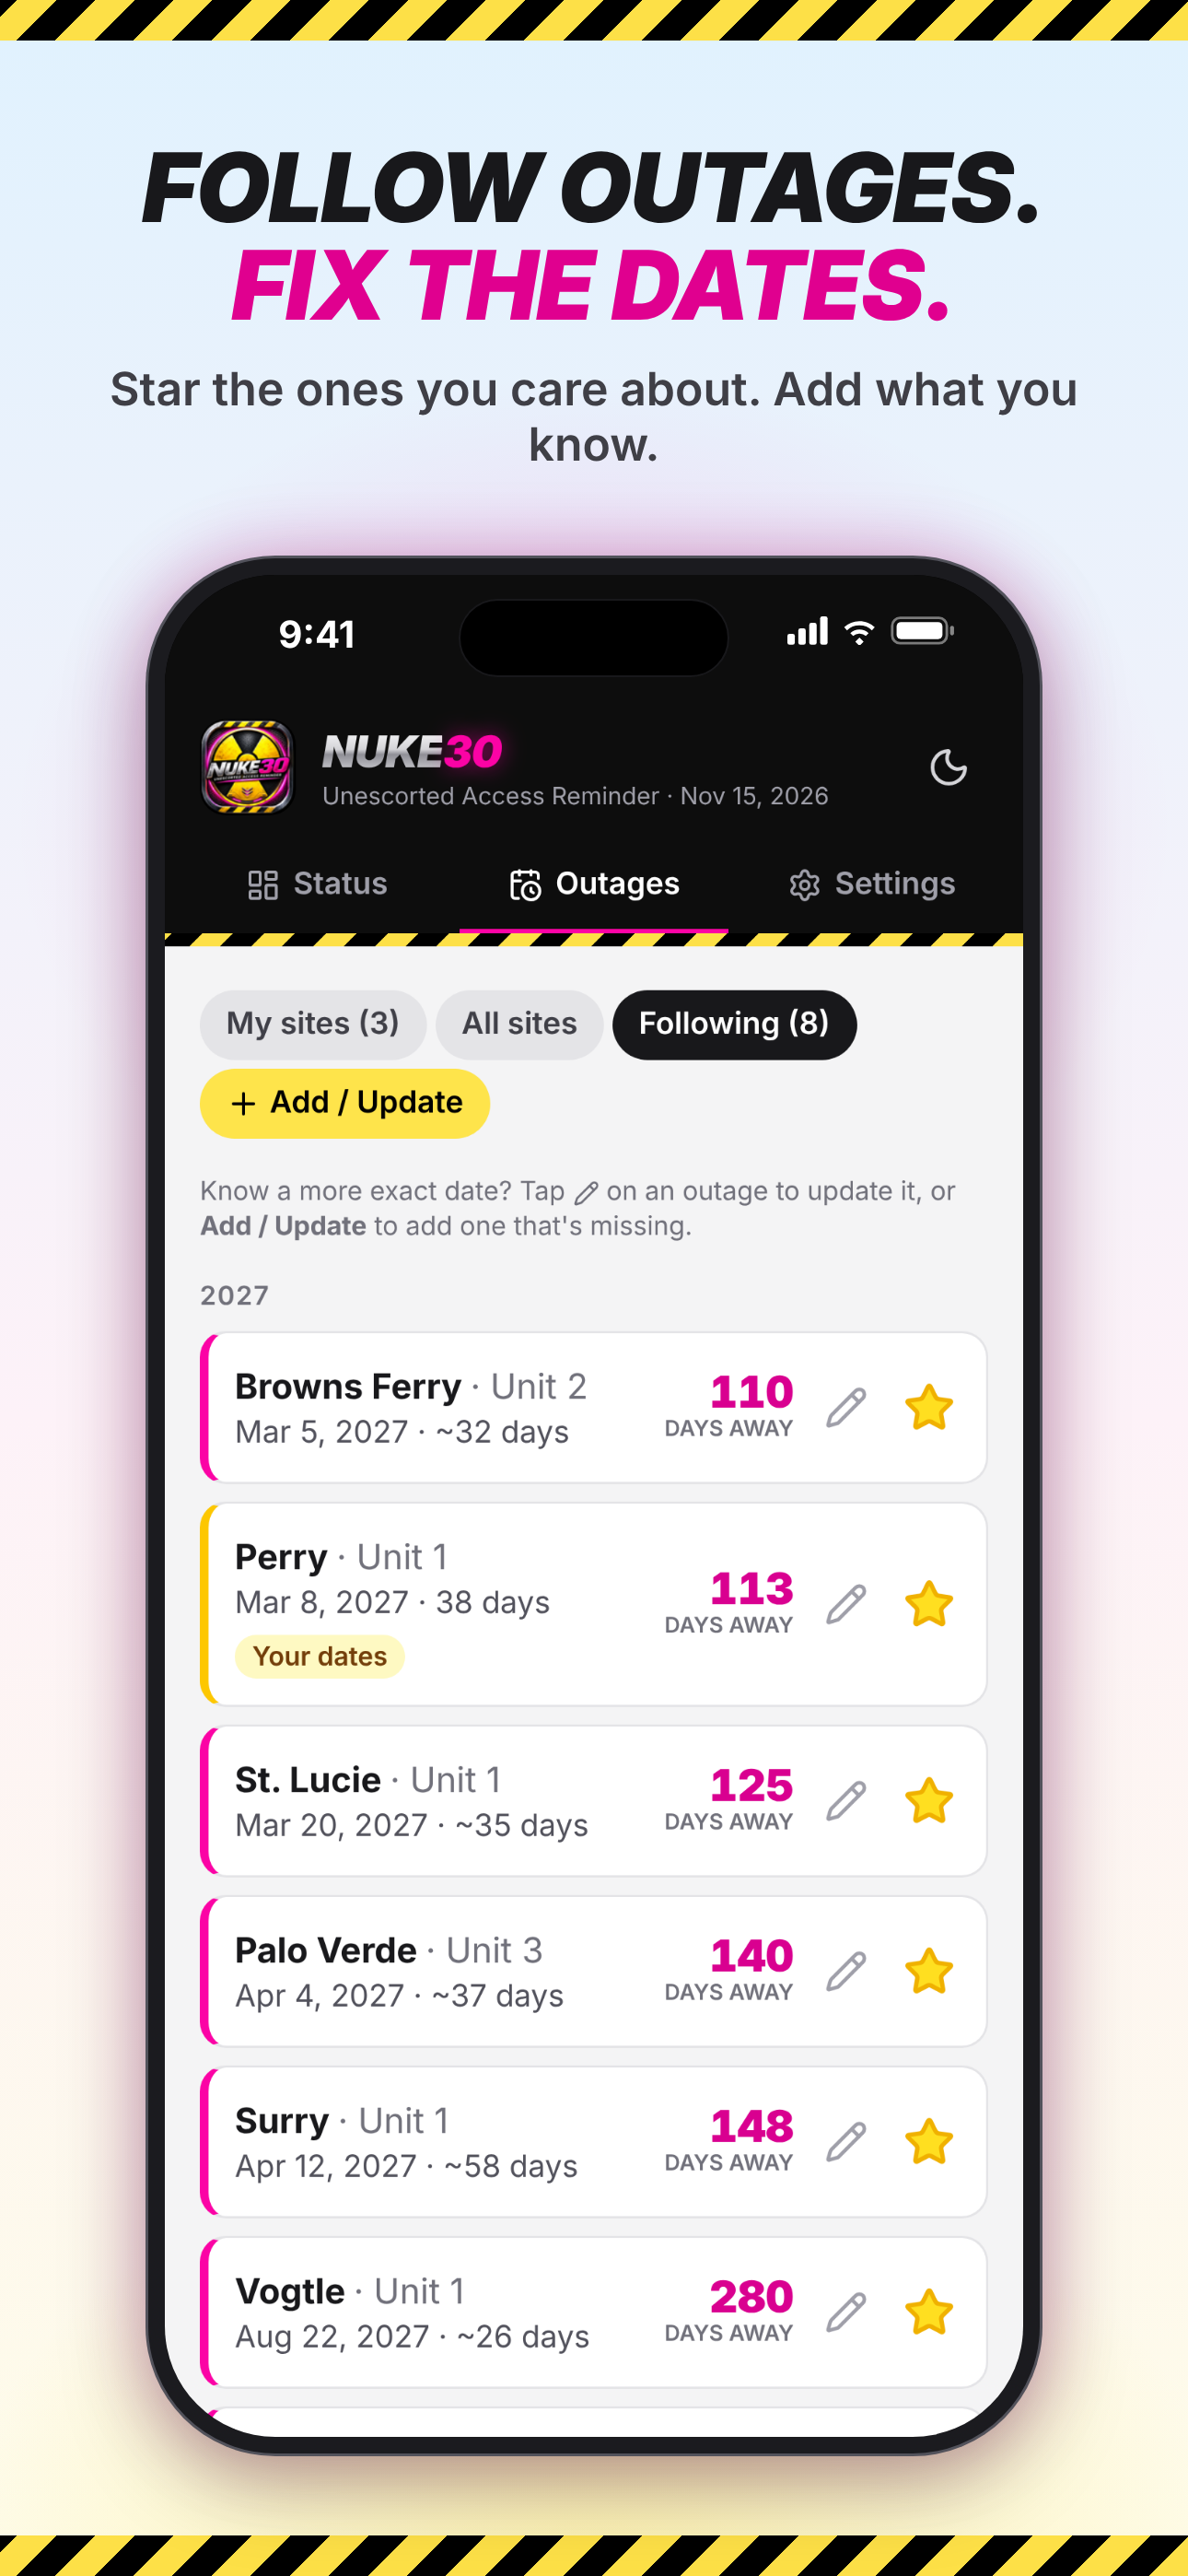 FOLLOW OUTAGES.
FIX THE DATES.
Star the ones you care about. Add what you
know.
9:41
NUKE30
NUKE30
Unescorted Access Reminder · Nov 15, 2026
Status
Outages
Settings
My sites (3)
All sites
Following (8)
+ Add / Update
Know a more exact date? Tap on an outage to update it, or
Add / Update to add one that's missing.
2027
Browns Ferry · Unit 2
Mar 5, 2027 · ~32 days
110
DAYS AWAY
Perry · Unit 1
Mar 8, 2027 · 38 days
Your dates
113
DAYS AWAY
St. Lucie · Unit 1
Mar 20, 2027 · ~35 days
125
DAYS AWAY
Palo Verde · Unit 3
Apr 4, 2027 · ~37 days
140
DAYS AWAY
Surry · Unit 1
Apr 12, 2027 · ~58 days
148
DAYS AWAY
Vogtle · Unit 1
Aug 22, 2027 · ~26 days
280
DAYS AWAY